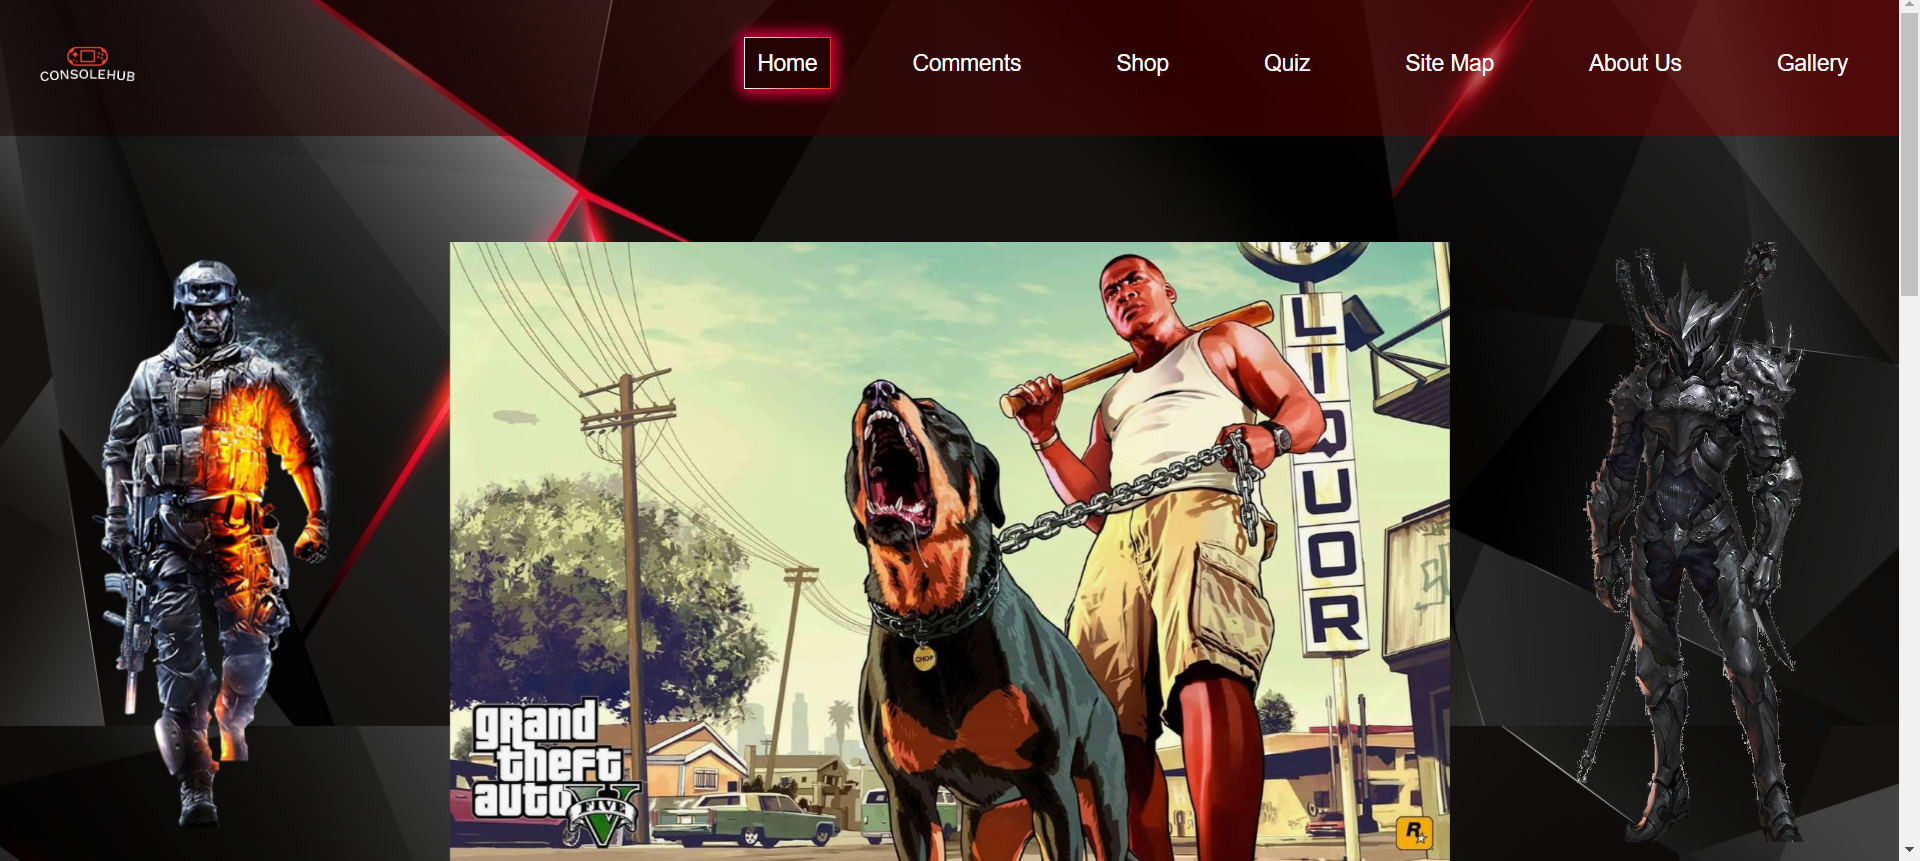 CONSOLEHUB
Home
Comments
Shop
Quiz
Site Map
About Us
Gallery
LIQUOR
CHOP
grand
theft
auto
FIVE
R